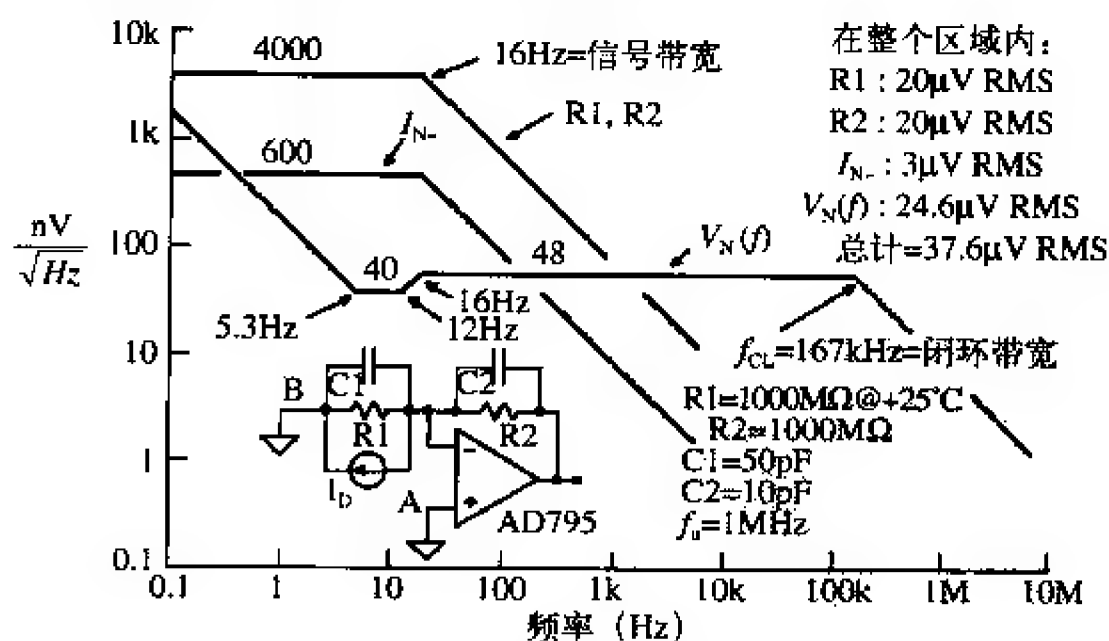 10k
1k
100
10
1
0.1
nV
√Hz
0.1
1
10
100
1k
10k
100k
1M
10M
频率 (Hz)
4000
16Hz=信号带宽
R1, R2
600
I_N-
在整个区域内:
R1 : 20μV RMS
R2 : 20μV RMS
I_N- : 3μV RMS
V_N(f) : 24.6μV RMS
总计=37.6μV RMS
V_N(f)
40
48
5.3Hz
16Hz
12Hz
f_CL=167kHz=闭环带宽
B
C1
R1
I_D
C2
R2
A
-
+
AD795
R1=1000MΩ@+25℃
R2=1000MΩ
C1=50pF
C2=10pF
f_u=1MHz